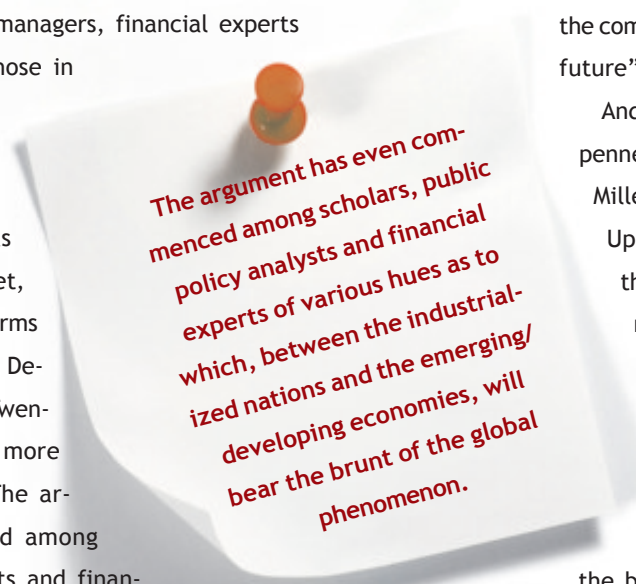 managers, financial experts
hose in
s
et,
rms
De-
wen-
more
he ar-
d among
ts and finan-
The argument has even com-
menced among scholars, public
policy analysts and financial
experts of various hues as to
which, between the industrial-
ized nations and the emerging/
developing economies, will
bear the brunt of the global
phenomenon.
the com
future”
And
penne
Mille
Up
th
the b